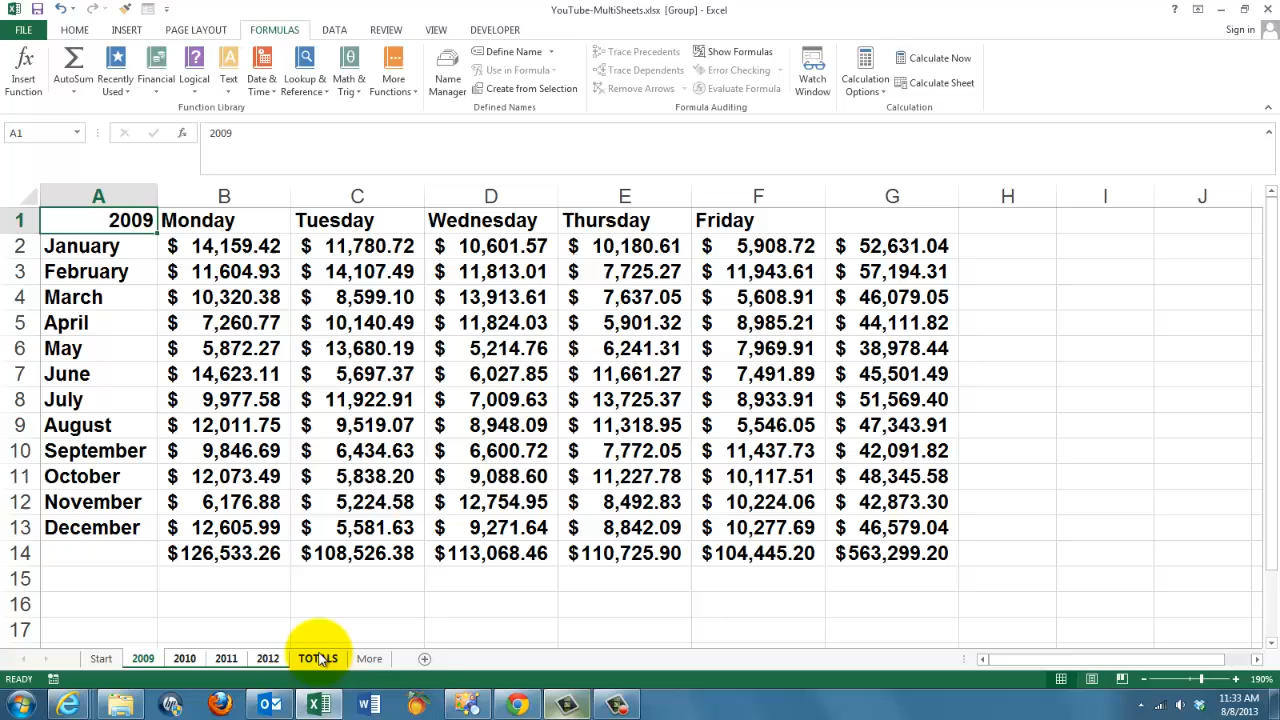 YouTube-MultiSheets.xlsx [Group] - Excel
FILE HOME INSERT PAGE LAYOUT FORMULAS DATA REVIEW VIEW DEVELOPER Sign in
Insert Function
AutoSum
Recently Used
Financial
Logical
Text
Date & Time
Lookup & Reference
Math & Trig
More Functions
Function Library
Name Manager
Define Name
Use in Formula
Create from Selection
Defined Names
Trace Precedents
Trace Dependents
Remove Arrows
Show Formulas
Error Checking
Evaluate Formula
Formula Auditing
Watch Window
Calculation Options
Calculate Now
Calculate Sheet
Calculation
A1 fx 2009
A B C D E F G H I J
1 2009 Monday Tuesday Wednesday Thursday Friday
2 January $ 14,159.42 $ 11,780.72 $ 10,601.57 $ 10,180.61 $ 5,908.72 $ 52,631.04
3 February $ 11,604.93 $ 14,107.49 $ 11,813.01 $ 7,725.27 $ 11,943.61 $ 57,194.31
4 March $ 10,320.38 $ 8,599.10 $ 13,913.61 $ 7,637.05 $ 5,608.91 $ 46,079.05
5 April $ 7,260.77 $ 10,140.49 $ 11,824.03 $ 5,901.32 $ 8,985.21 $ 44,111.82
6 May $ 5,872.27 $ 13,680.19 $ 5,214.76 $ 6,241.31 $ 7,969.91 $ 38,978.44
7 June $ 14,623.11 $ 5,697.37 $ 6,027.85 $ 11,661.27 $ 7,491.89 $ 45,501.49
8 July $ 9,977.58 $ 11,922.91 $ 7,009.63 $ 13,725.37 $ 8,933.91 $ 51,569.40
9 August $ 12,011.75 $ 9,519.07 $ 8,948.09 $ 11,318.95 $ 5,546.05 $ 47,343.91
10 September $ 9,846.69 $ 6,434.63 $ 6,600.72 $ 7,772.05 $ 11,437.73 $ 42,091.82
11 October $ 12,073.49 $ 5,838.20 $ 9,088.60 $ 11,227.78 $ 10,117.51 $ 48,345.58
12 November $ 6,176.88 $ 5,224.58 $ 12,754.95 $ 8,492.83 $ 10,224.06 $ 42,873.30
13 December $ 12,605.99 $ 5,581.63 $ 9,271.64 $ 8,842.09 $ 10,277.69 $ 46,579.04
14 $126,533.26 $108,526.38 $113,068.46 $110,725.90 $104,445.20 $563,299.20
15
16
17
Start 2009 2010 2011 2012 TOTALS More
READY 190%
11:33 AM
8/8/2013